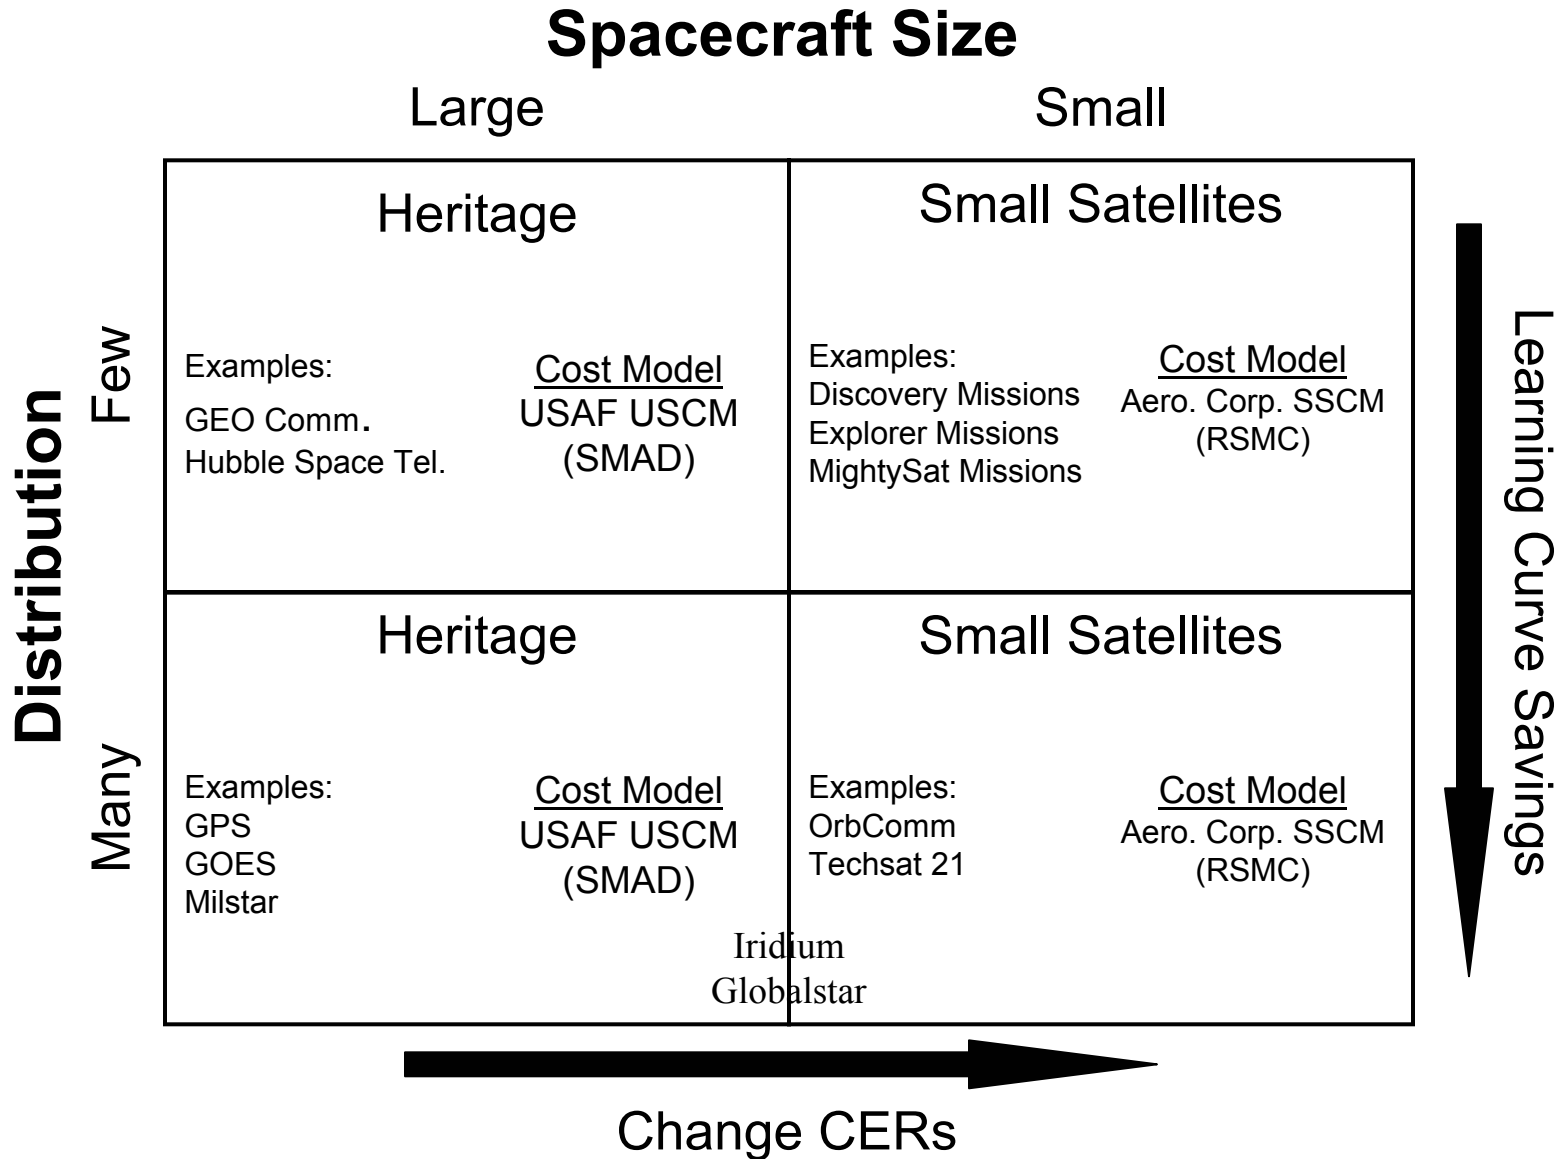 Spacecraft Size
Large
Small
Distribution
Few
Many
Heritage
Examples:
GEO Comm.
Hubble Space Tel.
Cost Model
USAF USCM
(SMAD)
Small Satellites
Examples:
Discovery Missions
Explorer Missions
MightySat Missions
Cost Model
Aero. Corp. SSCM
(RSMC)
Heritage
Examples:
GPS
GOES
Milstar
Cost Model
USAF USCM
(SMAD)
Small Satellites
Examples:
OrbComm
Techsat 21
Cost Model
Aero. Corp. SSCM
(RSMC)
Iridium
Globalstar
Learning Curve Savings
Change CERs